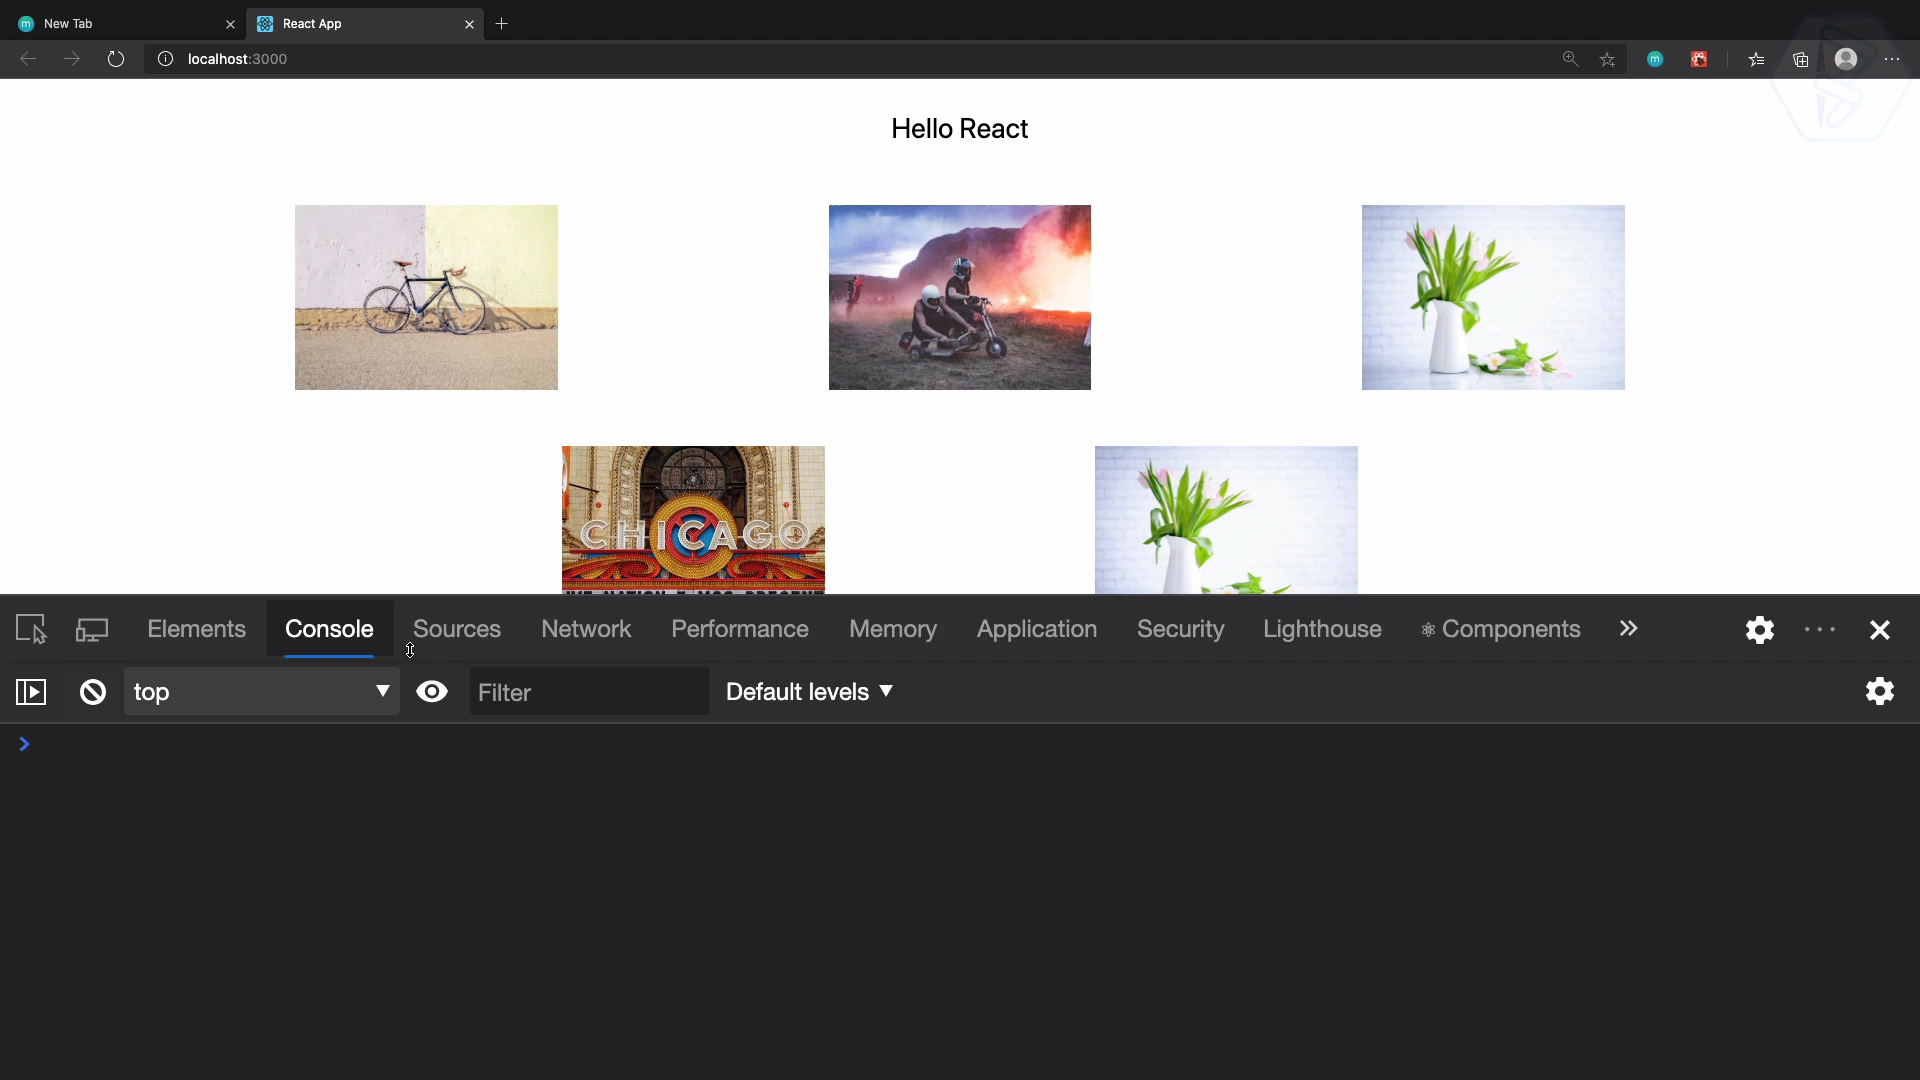 New Tab
React App
localhost:3000
Hello React
CHICAGO
Elements
Console
Sources
Network
Performance
Memory
Application
Security
Lighthouse
Components
top
Filter
Default levels